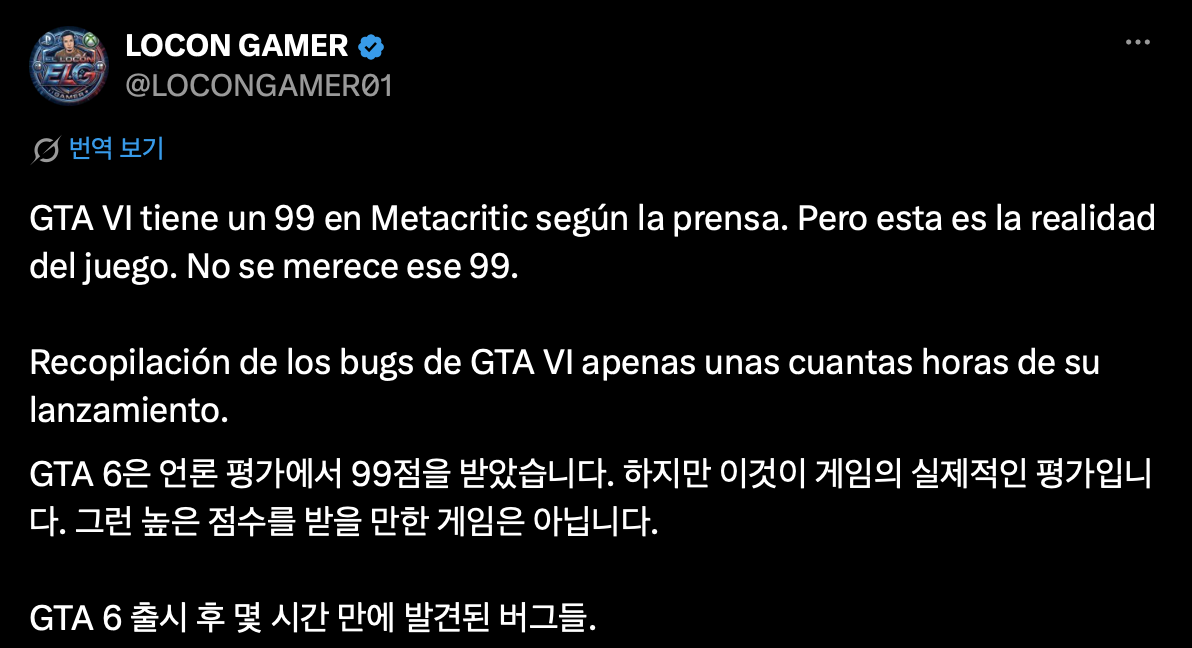 LOCON GAMER
@LOCONGAMER01
번역 보기
GTA VI tiene un 99 en Metacritic según la prensa. Pero esta es la realidad
del juego. No se merece ese 99.
Recopilación de los bugs de GTA VI apenas unas cuantas horas de su
lanzamiento.
GTA 6은 언론 평가에서 99점을 받았습니다. 하지만 이것이 게임의 실제적인 평가입니
다. 그런 높은 점수를 받을 만한 게임은 아닙니다.
GTA 6 출시 후 몇 시간 만에 발견된 버그들.